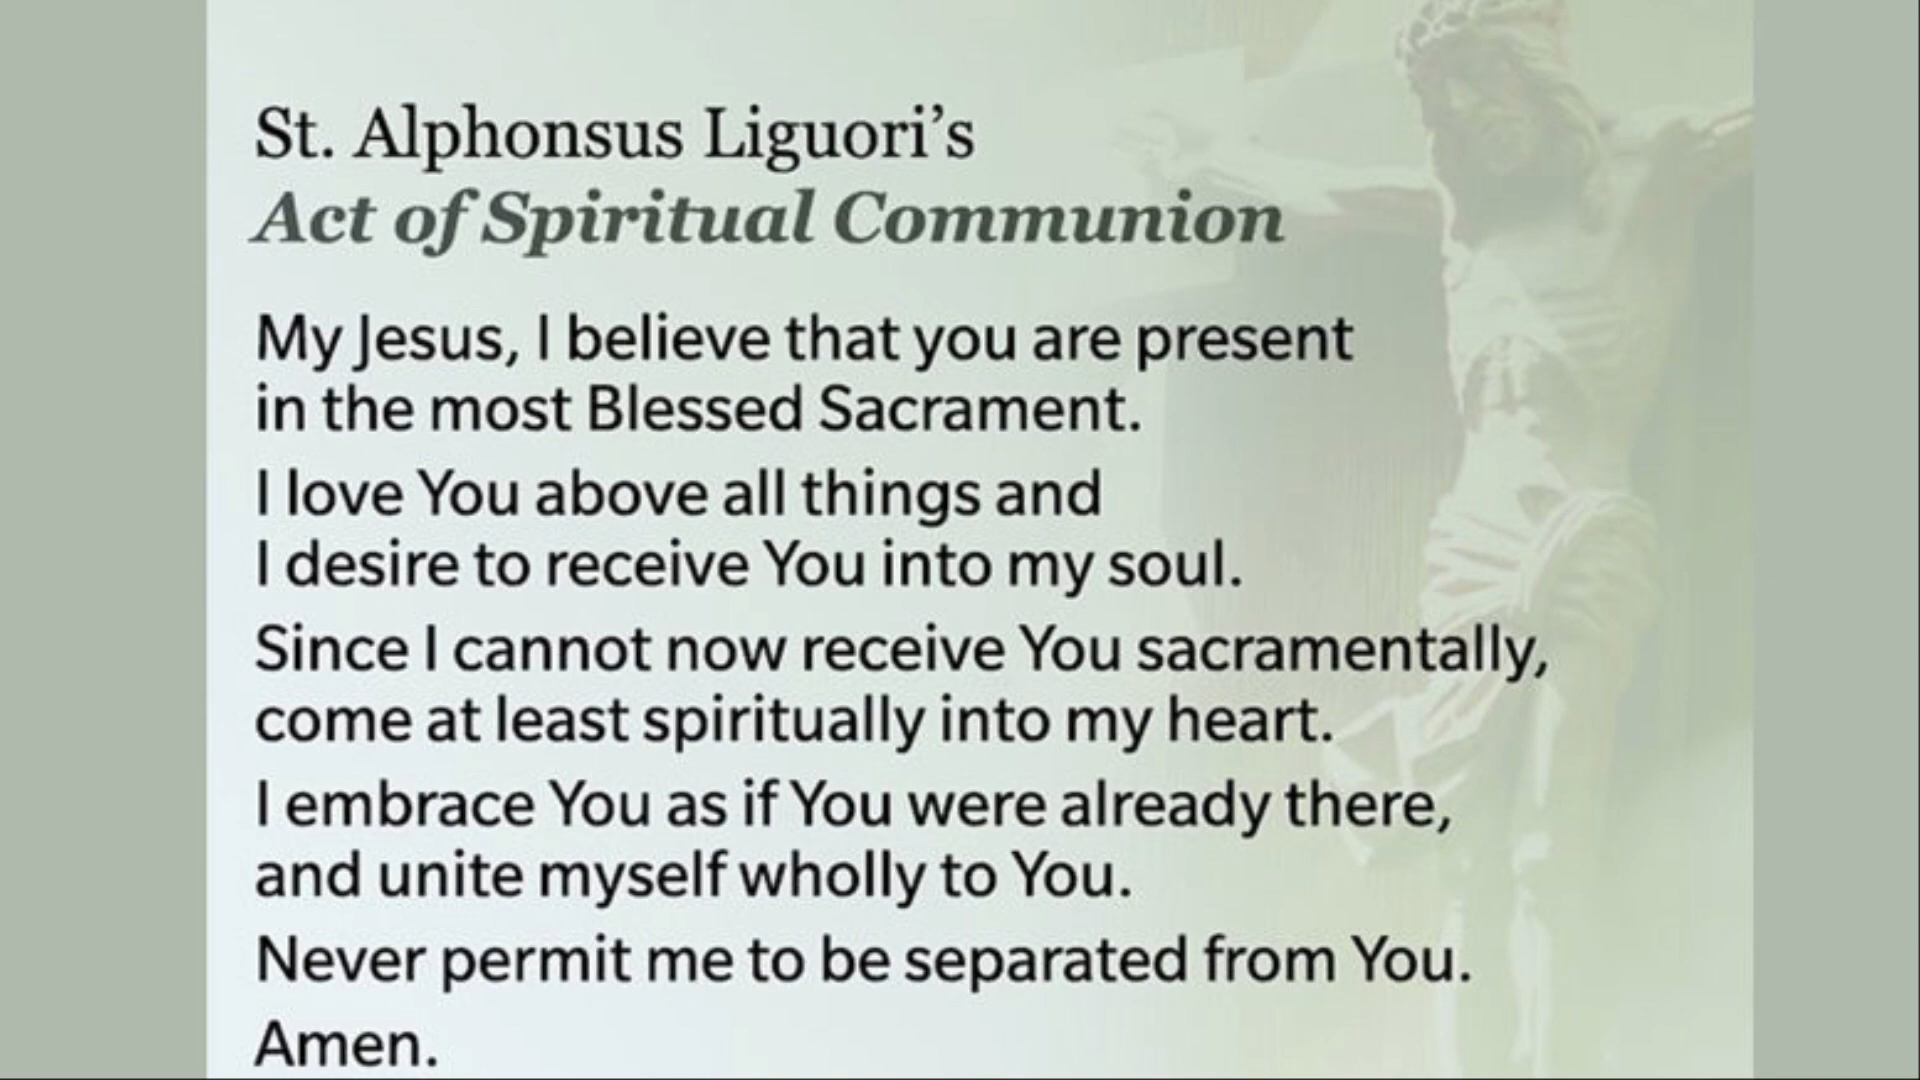 St. Alphonsus Liguori’s
Act of Spiritual Communion
My Jesus, I believe that you are present
in the most Blessed Sacrament.
I love You above all things and
I desire to receive You into my soul.
Since I cannot now receive You sacramentally,
come at least spiritually into my heart.
I embrace You as if You were already there,
and unite myself wholly to You.
Never permit me to be separated from You.
Amen.